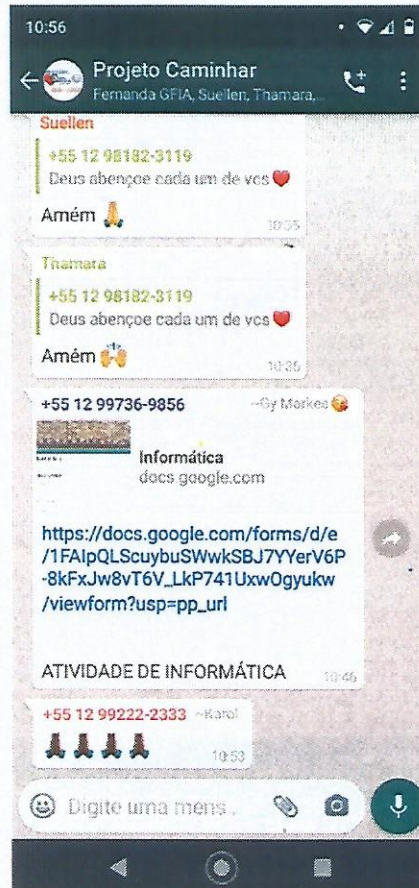 10:56
Projeto Caminhar
Fernanda GFIA, Suellen, Thamara,...
Suellen
+55 12 98182-3119
Deus abençoe cada um de vcs ❤️
Amém 🙏
10:35
Thamara
+55 12 98182-3119
Deus abençoe cada um de vcs ❤️
Amém 🙌
10:36
+55 12 99736-9856 ~Gy Markes😘
Informática
docs.google.com
https://docs.google.com/forms/d/e
/1FAIpQLScuybuSWwkSBJ7YYerV6P
-8kFxJw8vT6V_LkP741UxwOgyukw
/viewform?usp=pp_url
ATIVIDADE DE INFORMÁTICA 10:46
+55 12 99222-2333 ~Karol
🙏🏿🙏🏿🙏🏿🙏🏿 10:53
Digite uma mens...